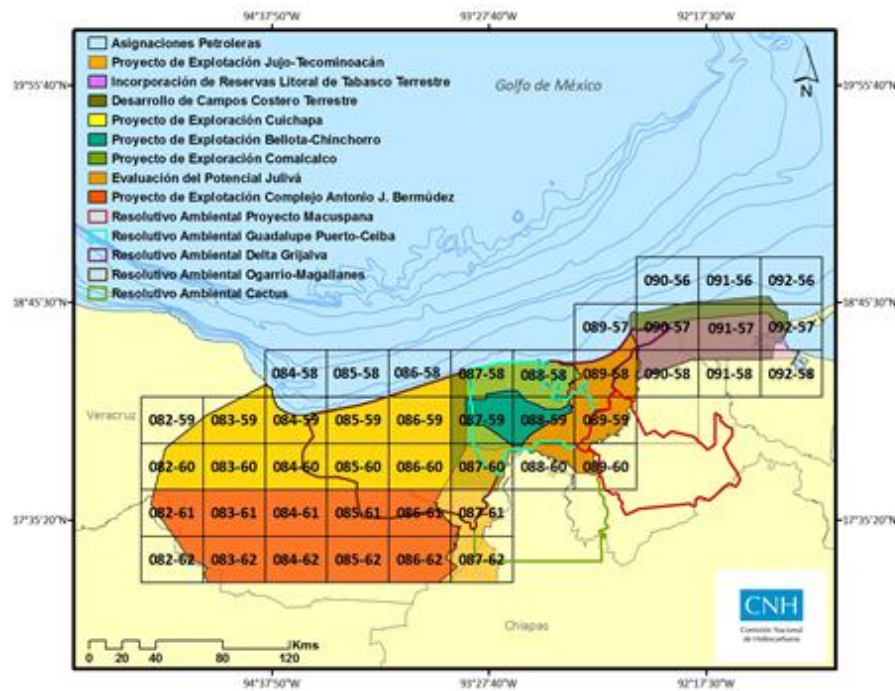 94°37'50"W 93°27'40"W 92°17'30"W
Asignaciones Petroleras
Proyecto de Explotación Jujo-Tecominoacán
19°55'40"N 19°55'40"N
Incorporación de Reservas Litoral de Tabasco Terrestre
Golfo de México
N
Desarrollo de Campos Costero Terrestre
Proyecto de Exploración Cuichapa
Proyecto de Explotación Bellota-Chinchorro
Proyecto de Exploración Comalcalco
Evaluación del Potencial Julivá
Proyecto de Explotación Complejo Antonio J. Bermúdez
Resolutivo Ambiental Proyecto Macuspana
Resolutivo Ambiental Guadalupe Puerto-Ceiba
Resolutivo Ambiental Delta Grijalva
Resolutivo Ambiental Ogarrio-Magallanes
Resolutivo Ambiental Cactus
090-56 091-56 092-56
18°45'30"N 18°45'30"N
089-57 090-57 091-57 092-57
084-58 085-58 086-58 087-58 088-58 089-58 090-58 091-58 092-58
Veracruz
082-59 083-59 084-59 085-59 086-59 087-59 088-59 089-59
082-60 083-60 084-60 085-60 086-60 087-60 088-60 089-60
082-61 083-61 084-61 085-61 086-61 087-61
17°35'20"N 17°35'20"N
082-62 083-62 084-62 085-62 086-62 087-62
Chiapas
CNH
Comisión Nacional
de Hidrocarburos
Kms
0 20 40 80 120
94°37'50"W 93°27'40"W 92°17'30"W